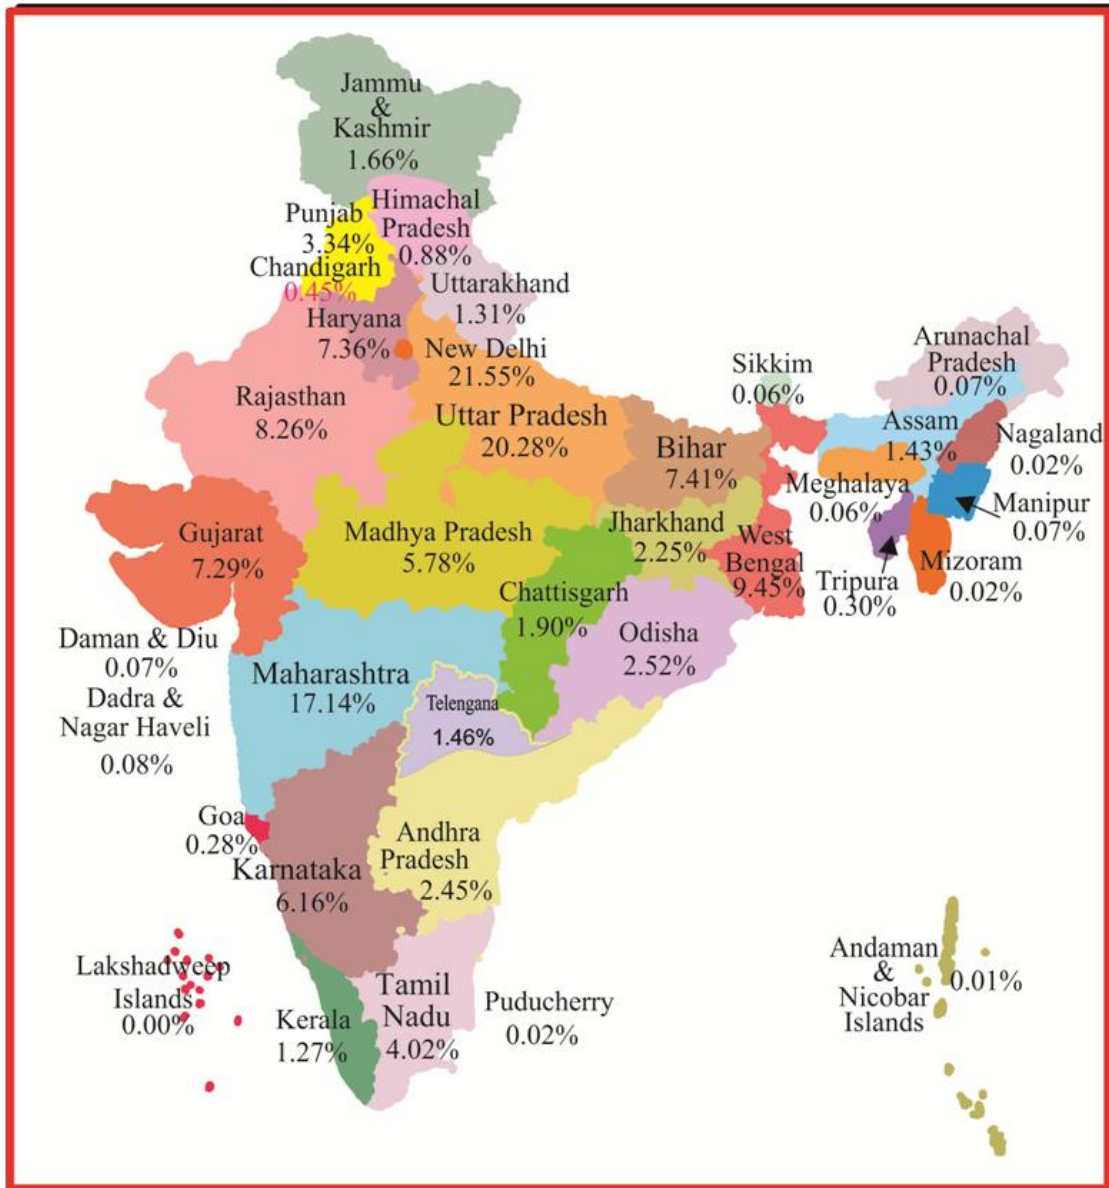 Jammu
&
Kashmir
1.66%
Himachal
Pradesh
0.88%
Punjab
3.34%
Chandigarh
0.45%
Uttarakhand
1.31%
Haryana
7.36%
New Delhi
21.55%
Rajasthan
8.26%
Uttar Pradesh
20.28%
Bihar
7.41%
Sikkim
0.06%
Arunachal
Pradesh
0.07%
Assam
1.43%
Nagaland
0.02%
Meghalaya
0.06%
Manipur
0.07%
Tripura
0.30%
Mizoram
0.02%
Gujarat
7.29%
Madhya Pradesh
5.78%
Jharkhand
2.25%
West
Bengal
9.45%
Chattisgarh
1.90%
Odisha
2.52%
Daman & Diu
0.07%
Dadra &
Nagar Haveli
0.08%
Maharashtra
17.14%
Telengana
1.46%
Goa
0.28%
Karnataka
6.16%
Andhra
Pradesh
2.45%
Lakshadweep
Islands
0.00%
Kerala
1.27%
Tamil
Nadu
4.02%
Puducherry
0.02%
Andaman
&
Nicobar
Islands
0.01%